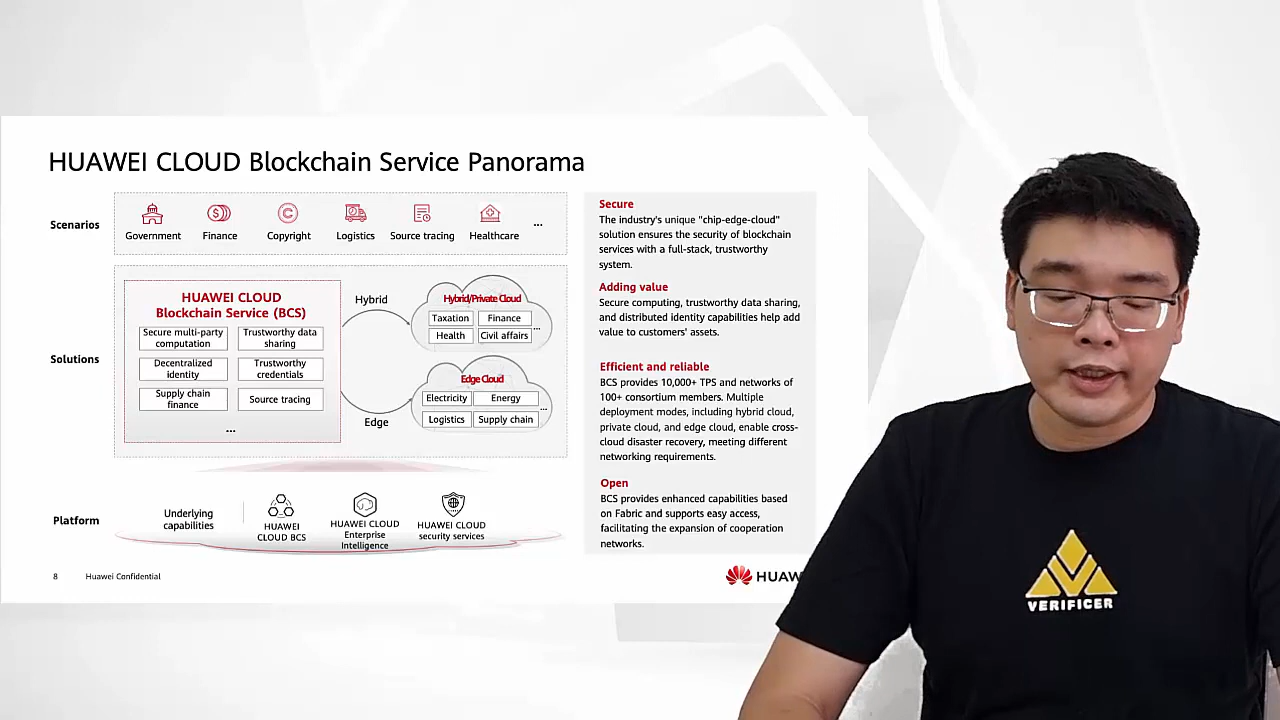 HUAWEI CLOUD Blockchain Service Panorama
Scenarios
Government
Finance
Copyright
Logistics
Source tracing
Healthcare
...
Solutions
HUAWEI CLOUD
Blockchain Service (BCS)
Secure multi-party
computation
Trustworthy data
sharing
Decentralized
identity
Trustworthy
credentials
Supply chain
finance
Source tracing
...
Hybrid
Edge
Hybrid/Private Cloud
Taxation
Finance
Health
Civil affairs
...
Edge Cloud
Electricity
Energy
Logistics
Supply chain
...
Platform
Underlying
capabilities
HUAWEI
CLOUD BCS
HUAWEI CLOUD
Enterprise
Intelligence
HUAWEI CLOUD
security services
Secure
The industry's unique "chip-edge-cloud"
solution ensures the security of blockchain
services with a full-stack, trustworthy
system.
Adding value
Secure computing, trustworthy data sharing,
and distributed identity capabilities help add
value to customers' assets.
Efficient and reliable
BCS provides 10,000+ TPS and networks of
100+ consortium members. Multiple
deployment modes, including hybrid cloud,
private cloud, and edge cloud, enable cross-
cloud disaster recovery, meeting different
networking requirements.
Open
BCS provides enhanced capabilities based
on Fabric and supports easy access,
facilitating the expansion of cooperation
networks.
8
Huawei Confidential
HUAW
VERIFICER